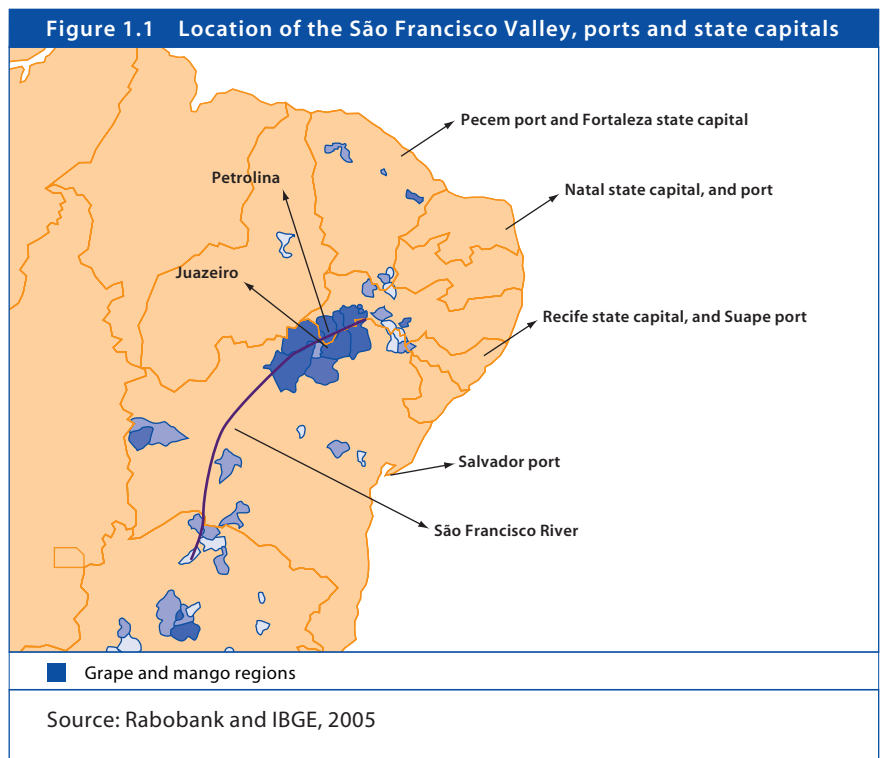 Figure 1.1 Location of the São Francisco Valley, ports and state capitals
Pecem port and Fortaleza state capital
Petrolina
Natal state capital, and port
Juazeiro
Recife state capital, and Suape port
Salvador port
São Francisco River
Grape and mango regions
Source: Rabobank and IBGE, 2005